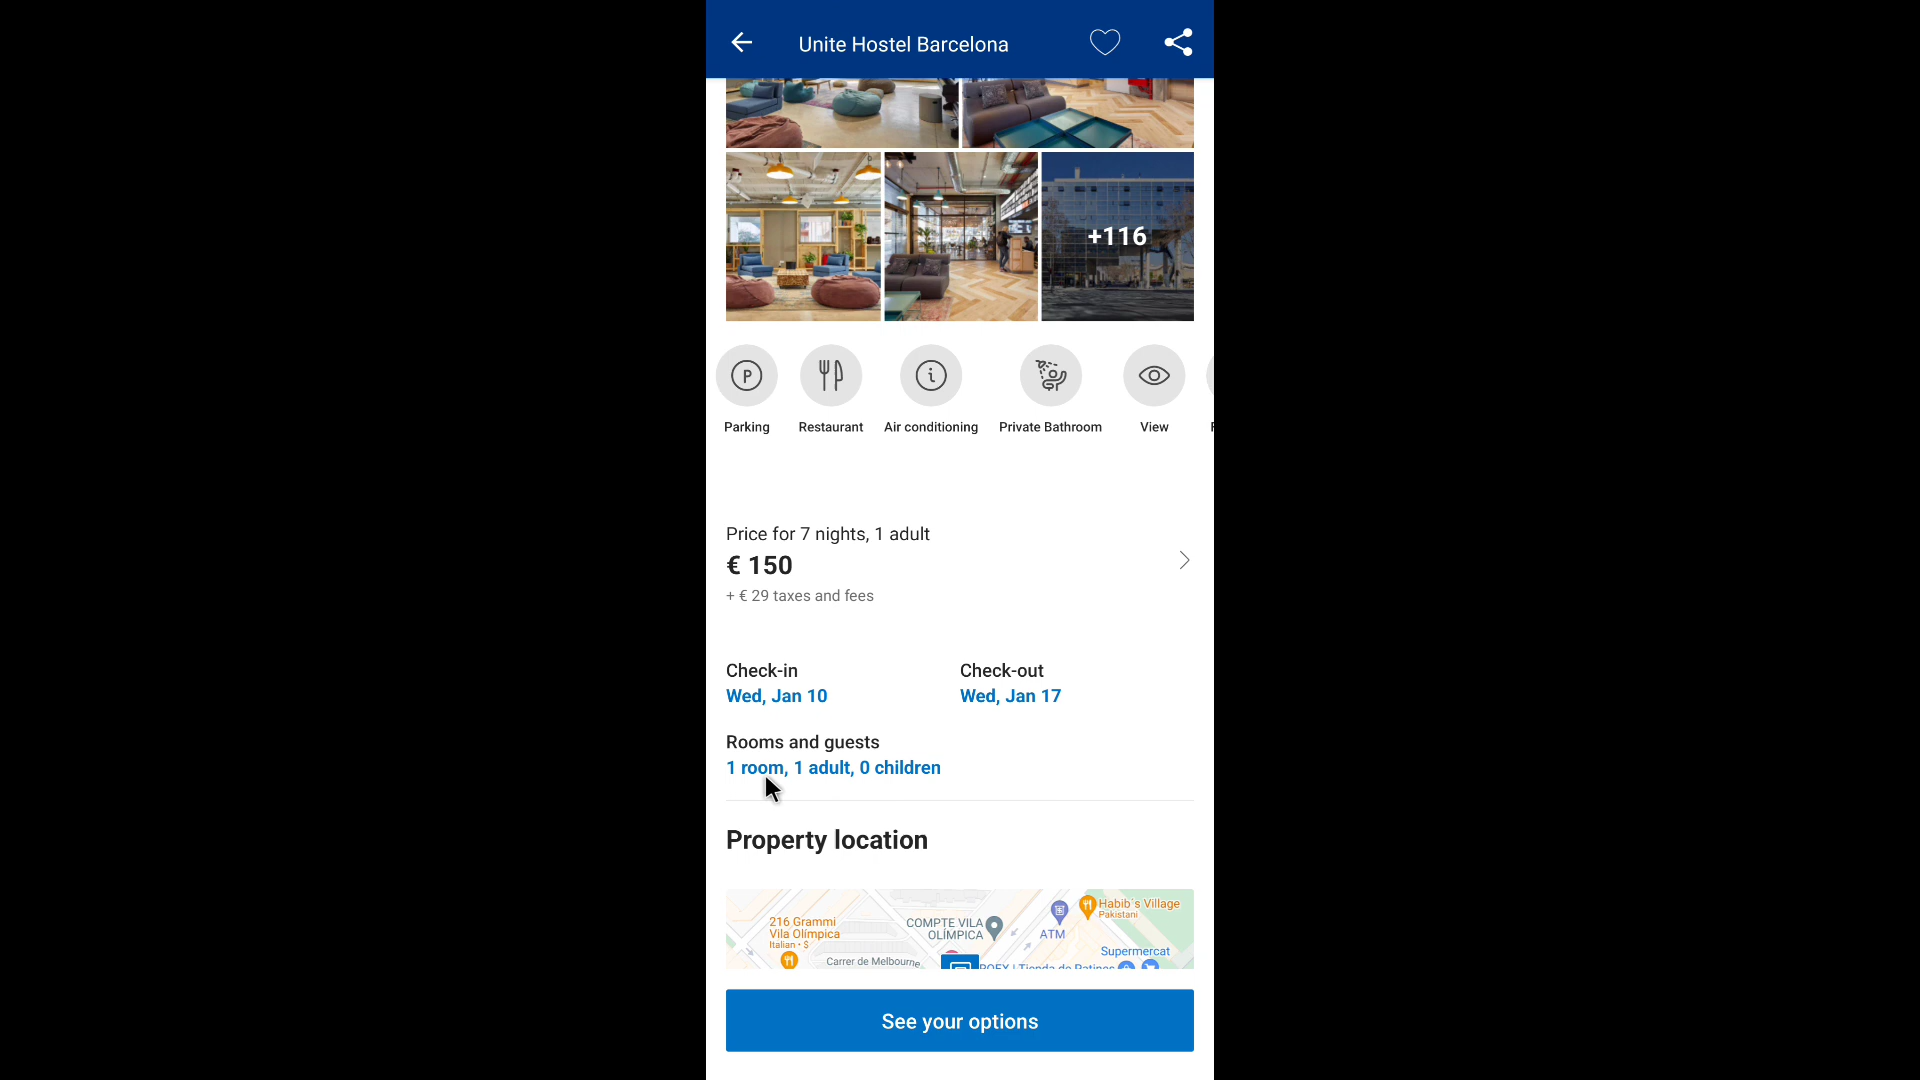 Unite Hostel Barcelona
+116
P
Parking
Restaurant
Air conditioning
Private Bathroom
View
Price for 7 nights, 1 adult
€ 150
+ € 29 taxes and fees
Check-in
Check-out
Wed, Jan 10
Wed, Jan 17
Rooms and guests
1 room, 1 adult, 0 children
Property location
216 Grammi
Vila Olímpica
Italian • $
COMPTE VILA
OLÍMPICA
ATM
Habib's Village
Pakistani
Supermercat
Carrer de Melbourne
See your options